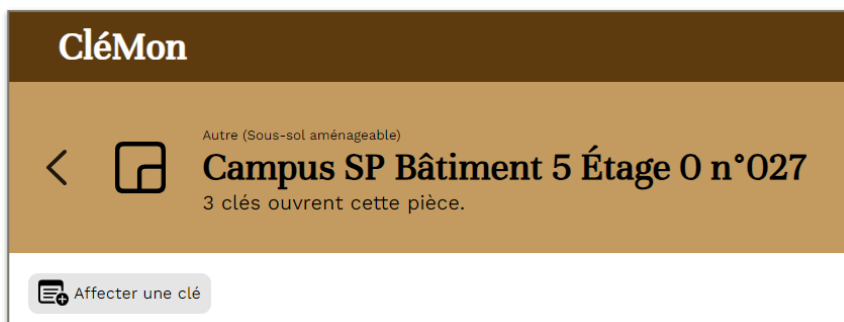 CléMon
Autre (Sous-sol aménageable)
Campus SP Bâtiment 5 Étage 0 n°027
3 clés ouvrent cette pièce.
Affecter une clé